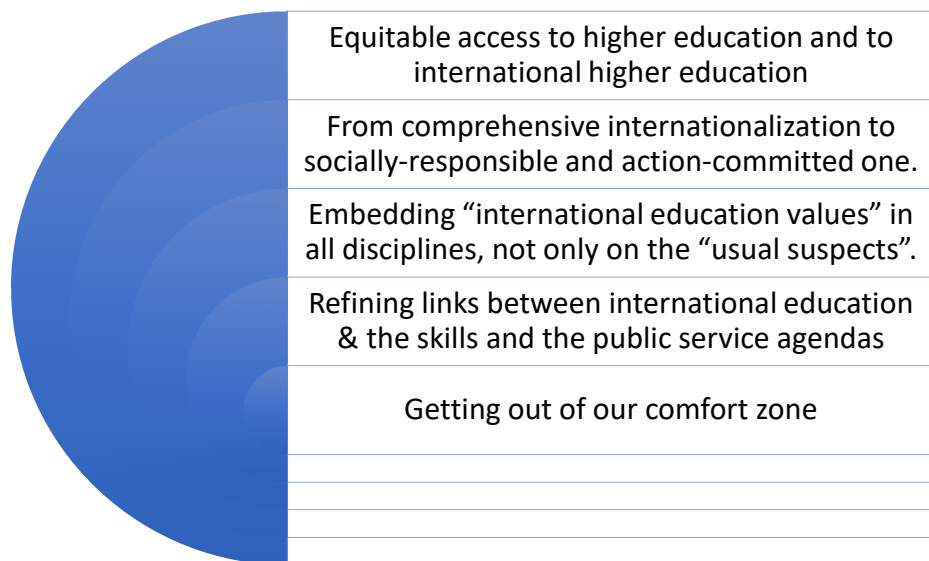 Equitable access to higher education and to
international higher education
From comprehensive internationalization to
socially-responsible and action-committed one.
Embedding “international education values” in
all disciplines, not only on the “usual suspects”.
Refining links between international education
& the skills and the public service agendas
Getting out of our comfort zone